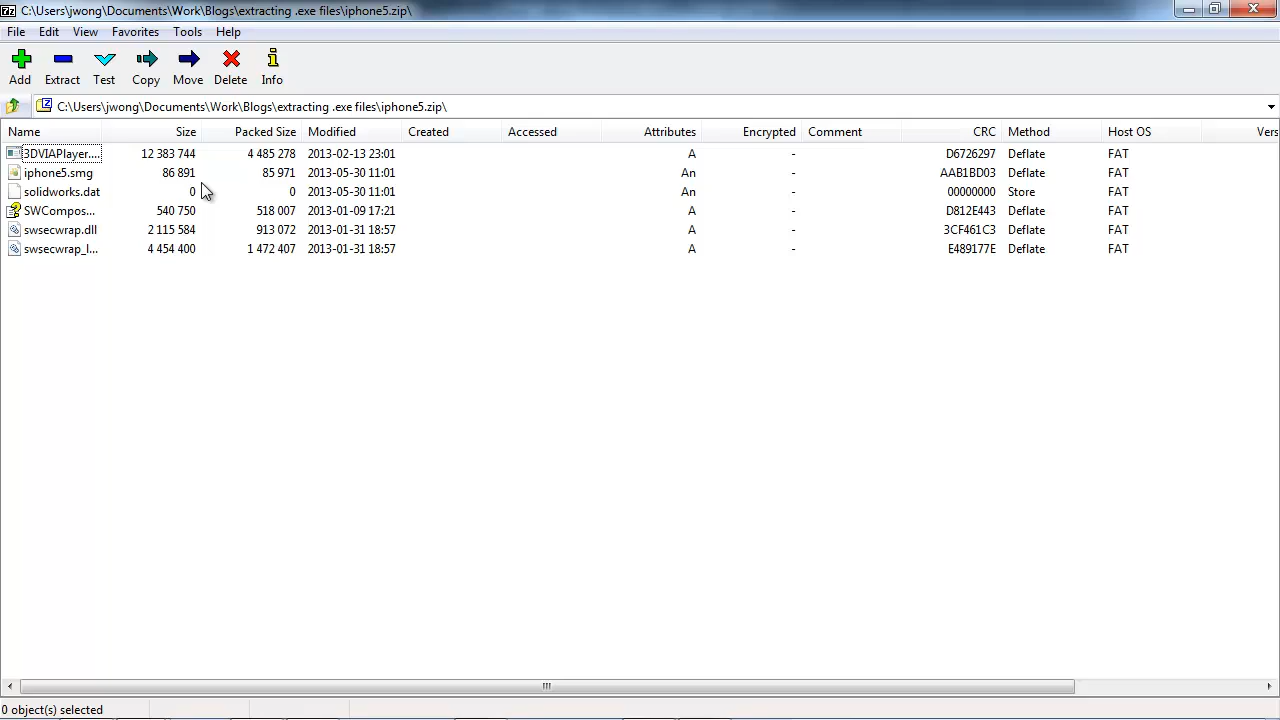 C:\Users\jwong\Documents\Work\Blogs\extracting .exe files\iphone5.zip\
File Edit View Favorites Tools Help
Add Extract Test Copy Move Delete Info
C:\Users\jwong\Documents\Work\Blogs\extracting .exe files\iphone5.zip\
Name Size Packed Size Modified Created Accessed Attributes Encrypted Comment CRC Method Host OS Vers
3DVIAPlayer.... 12 383 744 4 485 278 2013-02-13 23:01 A - D6726297 Deflate FAT
iphone5.smg 86 891 85 971 2013-05-30 11:01 An - AAB1BD03 Deflate FAT
solidworks.dat 0 0 2013-05-30 11:01 An - 00000000 Store FAT
SWCompos... 540 750 518 007 2013-01-09 17:21 A - D812E443 Deflate FAT
swsecwrap.dll 2 115 584 913 072 2013-01-31 18:57 A - 3CF461C3 Deflate FAT
swsecwrap_l... 4 454 400 1 472 407 2013-01-31 18:57 A - E489177E Deflate FAT
0 object(s) selected